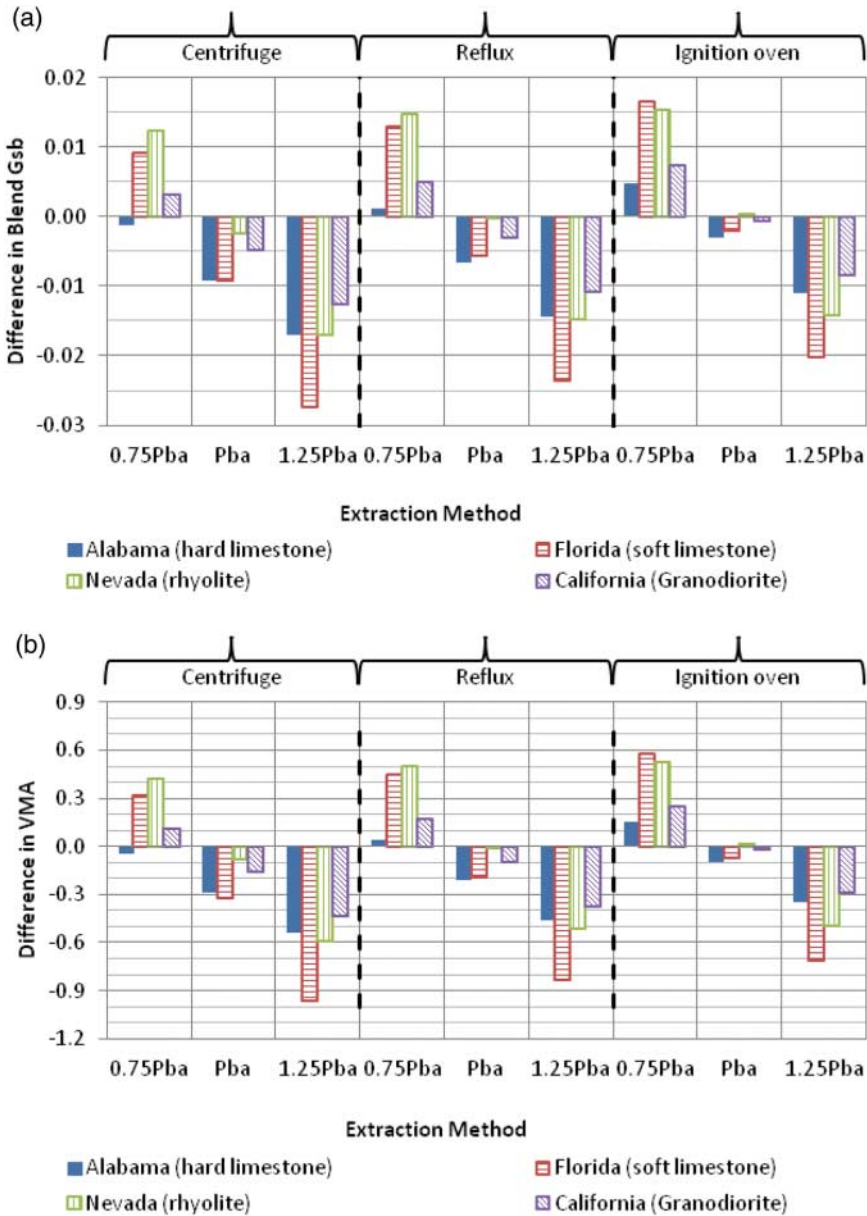 (a)
Centrifuge Reflux Ignition oven
Difference in Blend Gsb
0.02
0.01
0.00
-0.01
-0.02
-0.03
0.75Pba Pba 1.25Pba 0.75Pba Pba 1.25Pba 0.75Pba Pba 1.25Pba
Extraction Method
Alabama (hard limestone) Florida (soft limestone)
Nevada (rhyolite) California (Granodiorite)
(b)
Centrifuge Reflux Ignition oven
Difference in VMA
0.9
0.6
0.3
0.0
-0.3
-0.6
-0.9
-1.2
0.75Pba Pba 1.25Pba 0.75Pba Pba 1.25Pba 0.75Pba Pba 1.25Pba
Extraction Method
Alabama (hard limestone) Florida (soft limestone)
Nevada (rhyolite) California (Granodiorite)